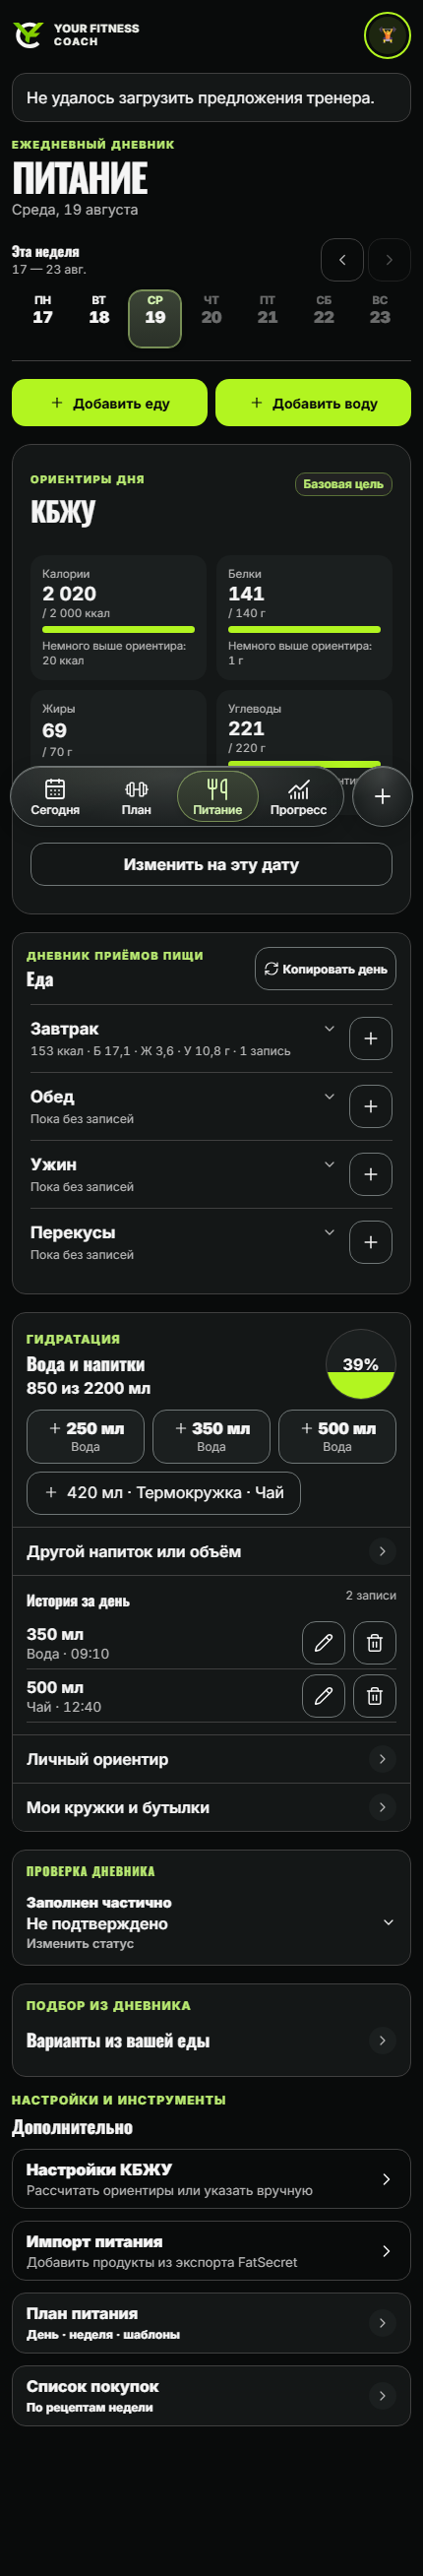 YOUR FITNESS
COACH
Не удалось загрузить предложения тренера.
ЕЖЕДНЕВНЫЙ ДНЕВНИК
ПИТАНИЕ
Среда, 19 августа
Эта неделя
17 — 23 авг.
ПН ВТ СР ЧТ ПТ СБ ВС
17 18 19 20 21 22 23
+ Добавить еду
+ Добавить воду
ОРИЕНТИРЫ ДНЯ
Базовая цель
КБЖУ
Калории
2 020
/ 2 000 ккал
Немного выше ориентира:
20 ккал
Белки
141
/ 140 г
Немного выше ориентира:
1 г
Жиры
69
/ 70 г
Углеводы
221
/ 220 г
Сегодня
План
Питание
Прогресс
+
Изменить на эту дату
ДНЕВНИК ПРИЁМОВ ПИЩИ
Еда
Копировать день
Завтрак
153 ккал · Б 17,1 · Ж 3,6 · У 10,8 г · 1 запись
Обед
Пока без записей
Ужин
Пока без записей
Перекусы
Пока без записей
ГИДРАТАЦИЯ
Вода и напитки
850 из 2200 мл
39%
+ 250 мл
Вода
+ 350 мл
Вода
+ 500 мл
Вода
+ 420 мл · Термокружка · Чай
Другой напиток или объём
История за день
2 записи
350 мл
Вода · 09:10
500 мл
Чай · 12:40
Личный ориентир
Мои кружки и бутылки
ПРОВЕРКА ДНЕВНИКА
Заполнен частично
Не подтверждено
Изменить статус
ПОДБОР ИЗ ДНЕВНИКА
Варианты из вашей еды
НАСТРОЙКИ И ИНСТРУМЕНТЫ
Дополнительно
Настройки КБЖУ
Рассчитать ориентиры или указать вручную
Импорт питания
Добавить продукты из экспорта FatSecret
План питания
День · неделя · шаблоны
Список покупок
По рецептам недели